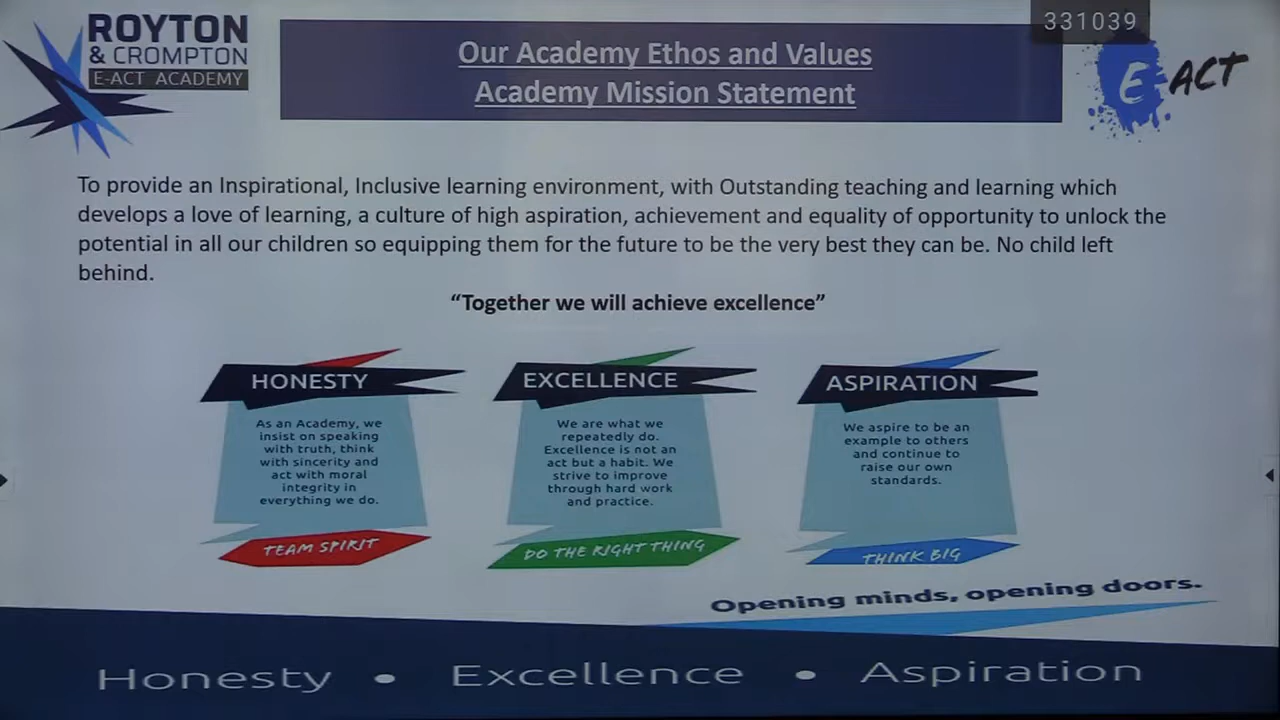 331039
ROYTON
& CROMPTON
E-ACT ACADEMY
Our Academy Ethos and Values
Academy Mission Statement
E-ACT
To provide an Inspirational, Inclusive learning environment, with Outstanding teaching and learning which
develops a love of learning, a culture of high aspiration, achievement and equality of opportunity to unlock the
potential in all our children so equipping them for the future to be the very best they can be. No child left
behind.
“Together we will achieve excellence”
HONESTY
As an Academy, we
insist on speaking
with truth, think
with sincerity and
act with moral
integrity in
everything we do.
TEAM SPIRIT
EXCELLENCE
We are what we
repeatedly do.
Excellence is not an
act but a habit. We
strive to improve
through hard work
and practice.
DO THE RIGHT THING
ASPIRATION
We aspire to be an
example to others
and continue to
raise our own
standards.
THINK BIG
Opening minds, opening doors.
Honesty • Excellence • Aspiration